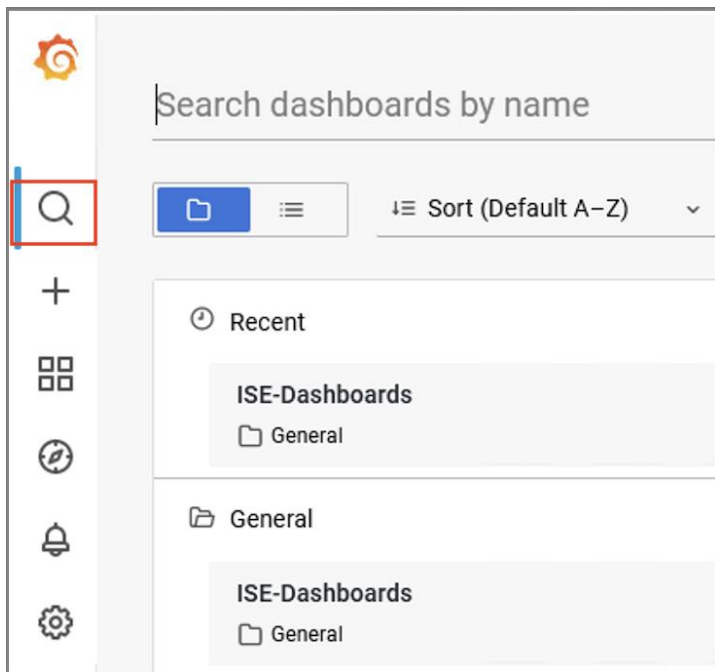 Search dashboards by name
Sort (Default A–Z)
Recent
ISE-Dashboards
General
General
ISE-Dashboards
General